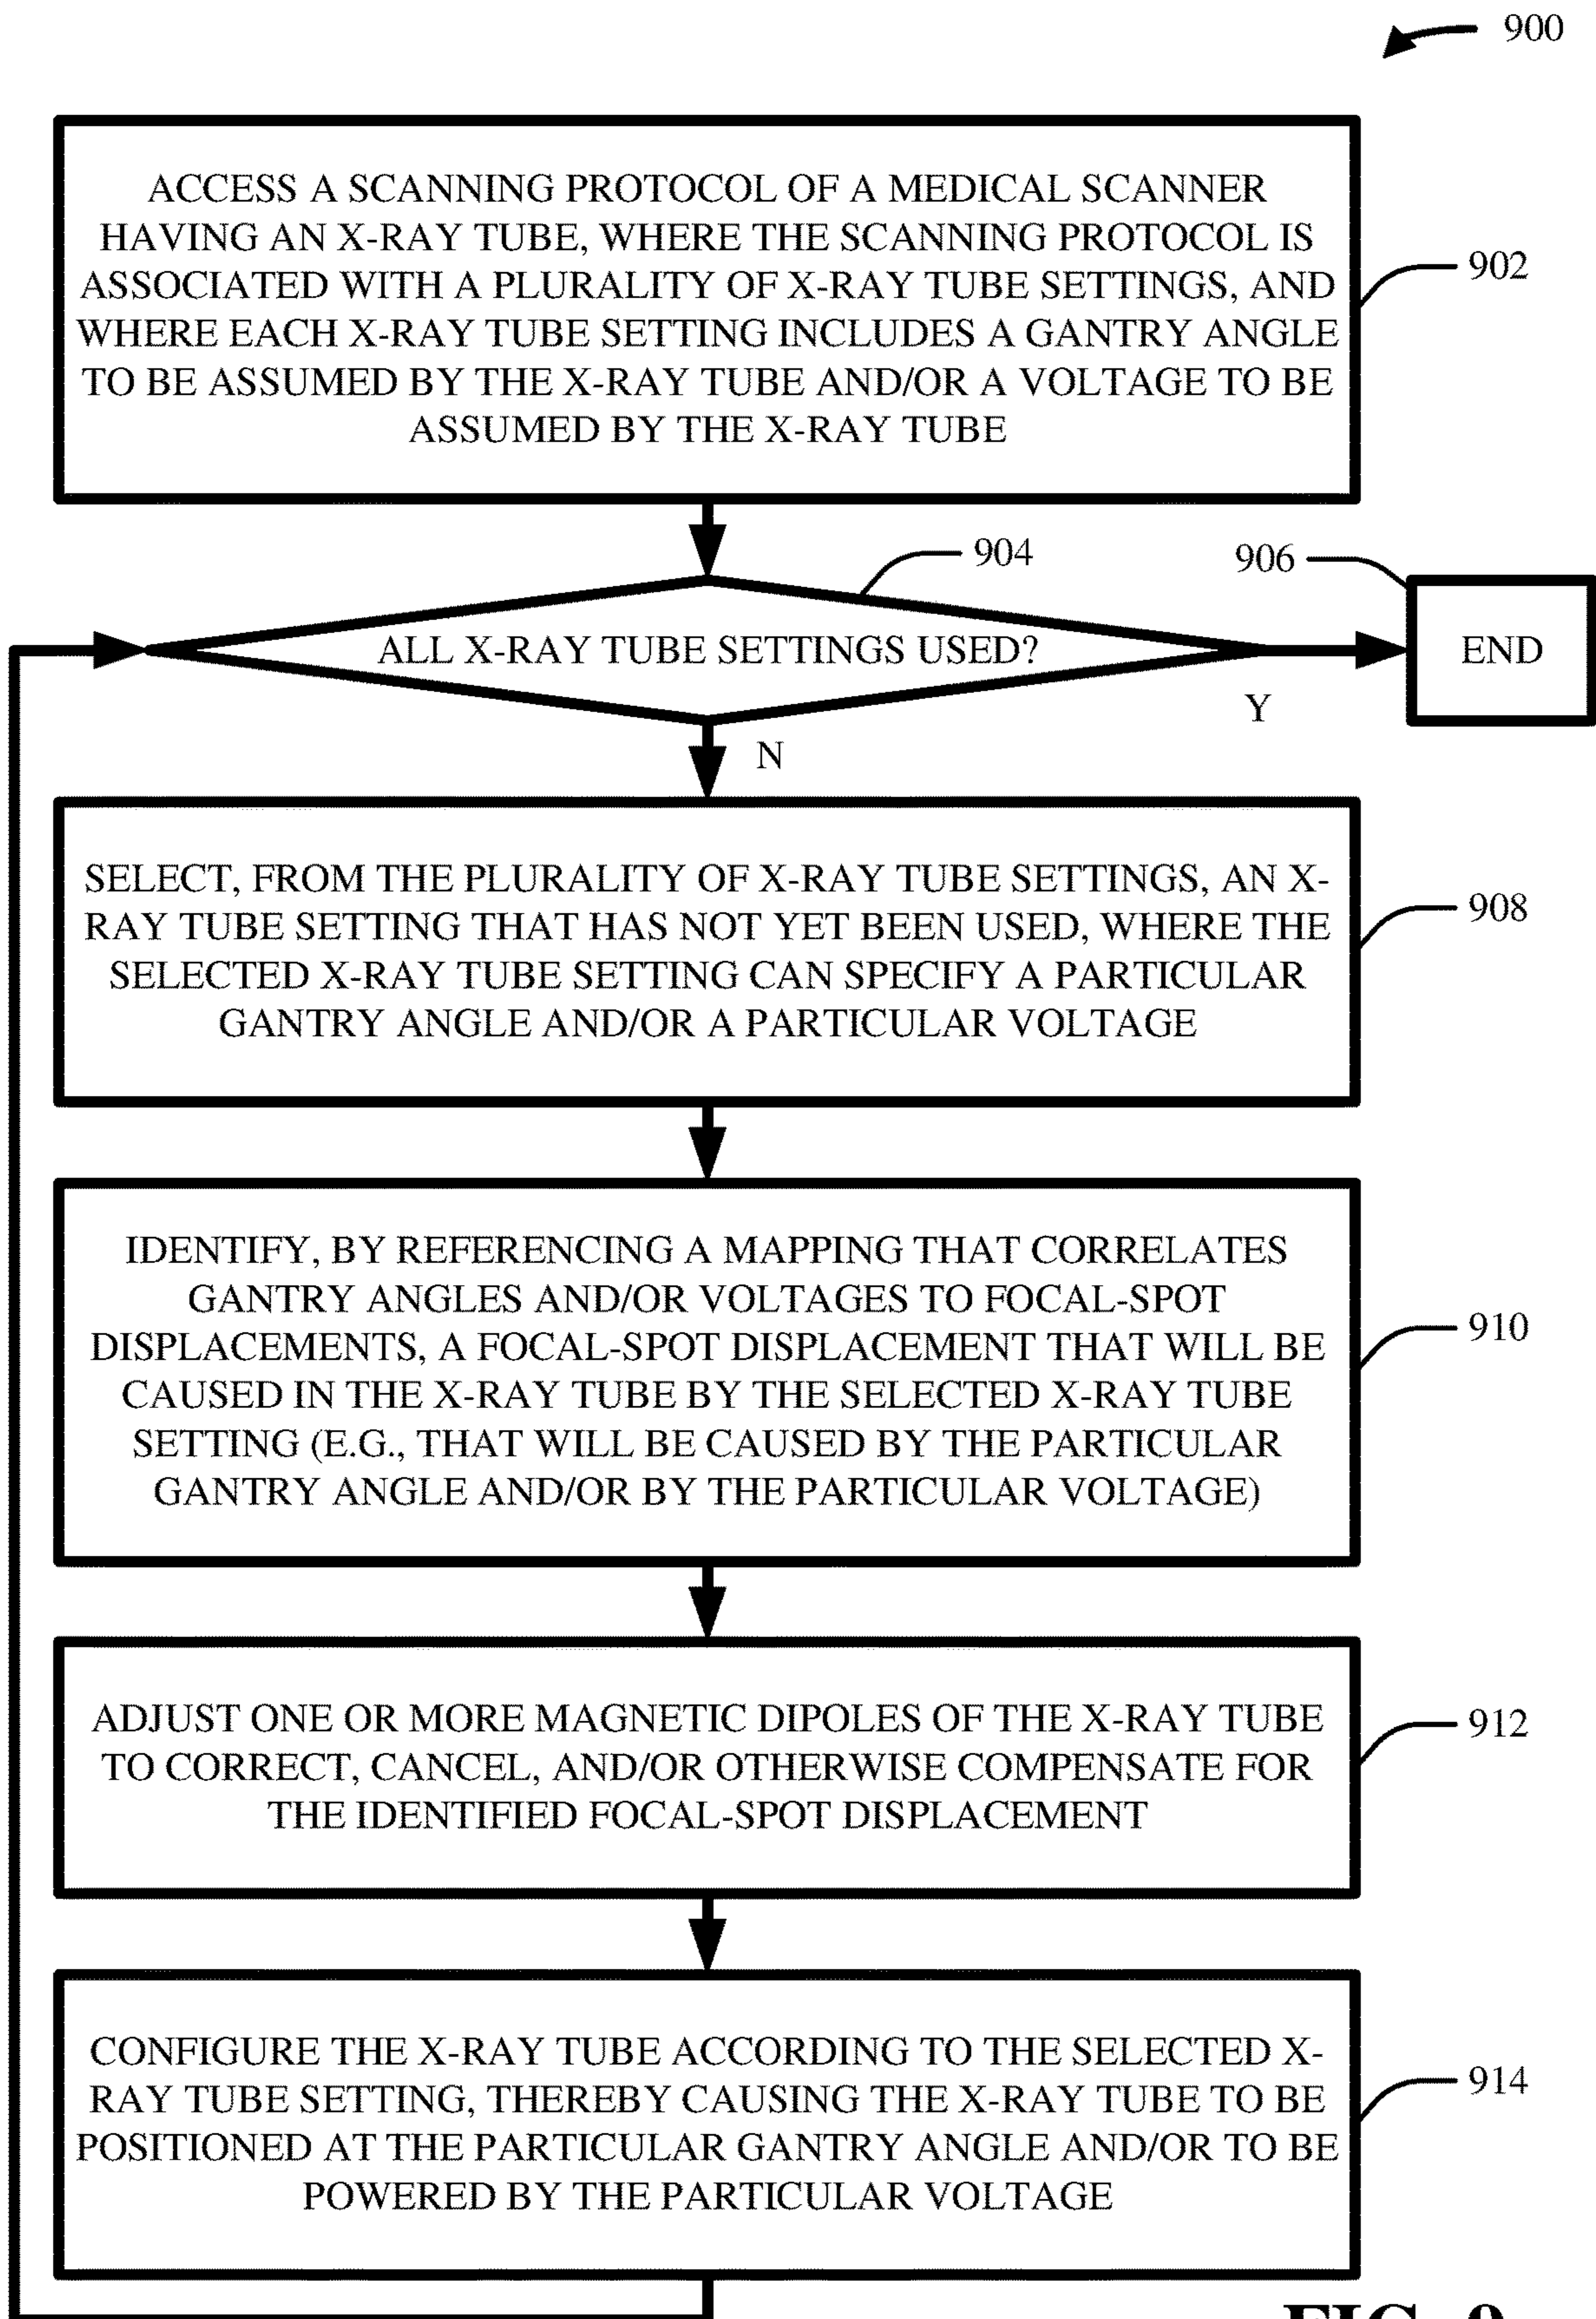 900
ACCESS A SCANNING PROTOCOL OF A MEDICAL SCANNER
HAVING AN X-RAY TUBE, WHERE THE SCANNING PROTOCOL IS
ASSOCIATED WITH A PLURALITY OF X-RAY TUBE SETTINGS, AND
WHERE EACH X-RAY TUBE SETTING INCLUDES A GANTRY ANGLE
TO BE ASSUMED BY THE X-RAY TUBE AND/OR A VOLTAGE TO BE
ASSUMED BY THE X-RAY TUBE
902
904
906
ALL X-RAY TUBE SETTINGS USED?
END
Y
N
SELECT, FROM THE PLURALITY OF X-RAY TUBE SETTINGS, AN X-
RAY TUBE SETTING THAT HAS NOT YET BEEN USED, WHERE THE
SELECTED X-RAY TUBE SETTING CAN SPECIFY A PARTICULAR
GANTRY ANGLE AND/OR A PARTICULAR VOLTAGE
908
IDENTIFY, BY REFERENCING A MAPPING THAT CORRELATES
GANTRY ANGLES AND/OR VOLTAGES TO FOCAL-SPOT
DISPLACEMENTS, A FOCAL-SPOT DISPLACEMENT THAT WILL BE
CAUSED IN THE X-RAY TUBE BY THE SELECTED X-RAY TUBE
SETTING (E.G., THAT WILL BE CAUSED BY THE PARTICULAR
GANTRY ANGLE AND/OR BY THE PARTICULAR VOLTAGE)
910
ADJUST ONE OR MORE MAGNETIC DIPOLES OF THE X-RAY TUBE
TO CORRECT, CANCEL, AND/OR OTHERWISE COMPENSATE FOR
THE IDENTIFIED FOCAL-SPOT DISPLACEMENT
912
CONFIGURE THE X-RAY TUBE ACCORDING TO THE SELECTED X-
RAY TUBE SETTING, THEREBY CAUSING THE X-RAY TUBE TO BE
POSITIONED AT THE PARTICULAR GANTRY ANGLE AND/OR TO BE
POWERED BY THE PARTICULAR VOLTAGE
914
FIG. 9